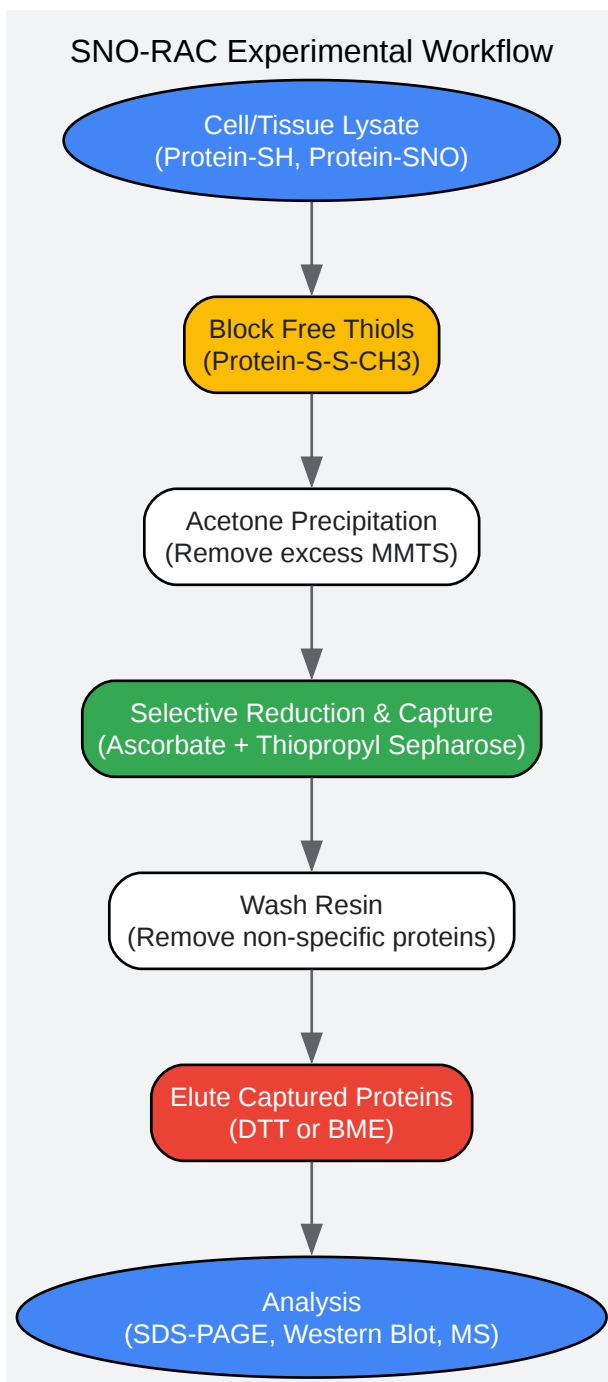 SNO-RAC Experimental Workflow
Cell/Tissue Lysate
(Protein-SH, Protein-SNO)
Block Free Thiols
(Protein-S-S-CH3)
Acetone Precipitation
(Remove excess MMTS)
Selective Reduction & Capture
(Ascorbate + Thiopropyl Sepharose)
Wash Resin
(Remove non-specific proteins)
Elute Captured Proteins
(DTT or BME)
Analysis
(SDS-PAGE, Western Blot, MS)